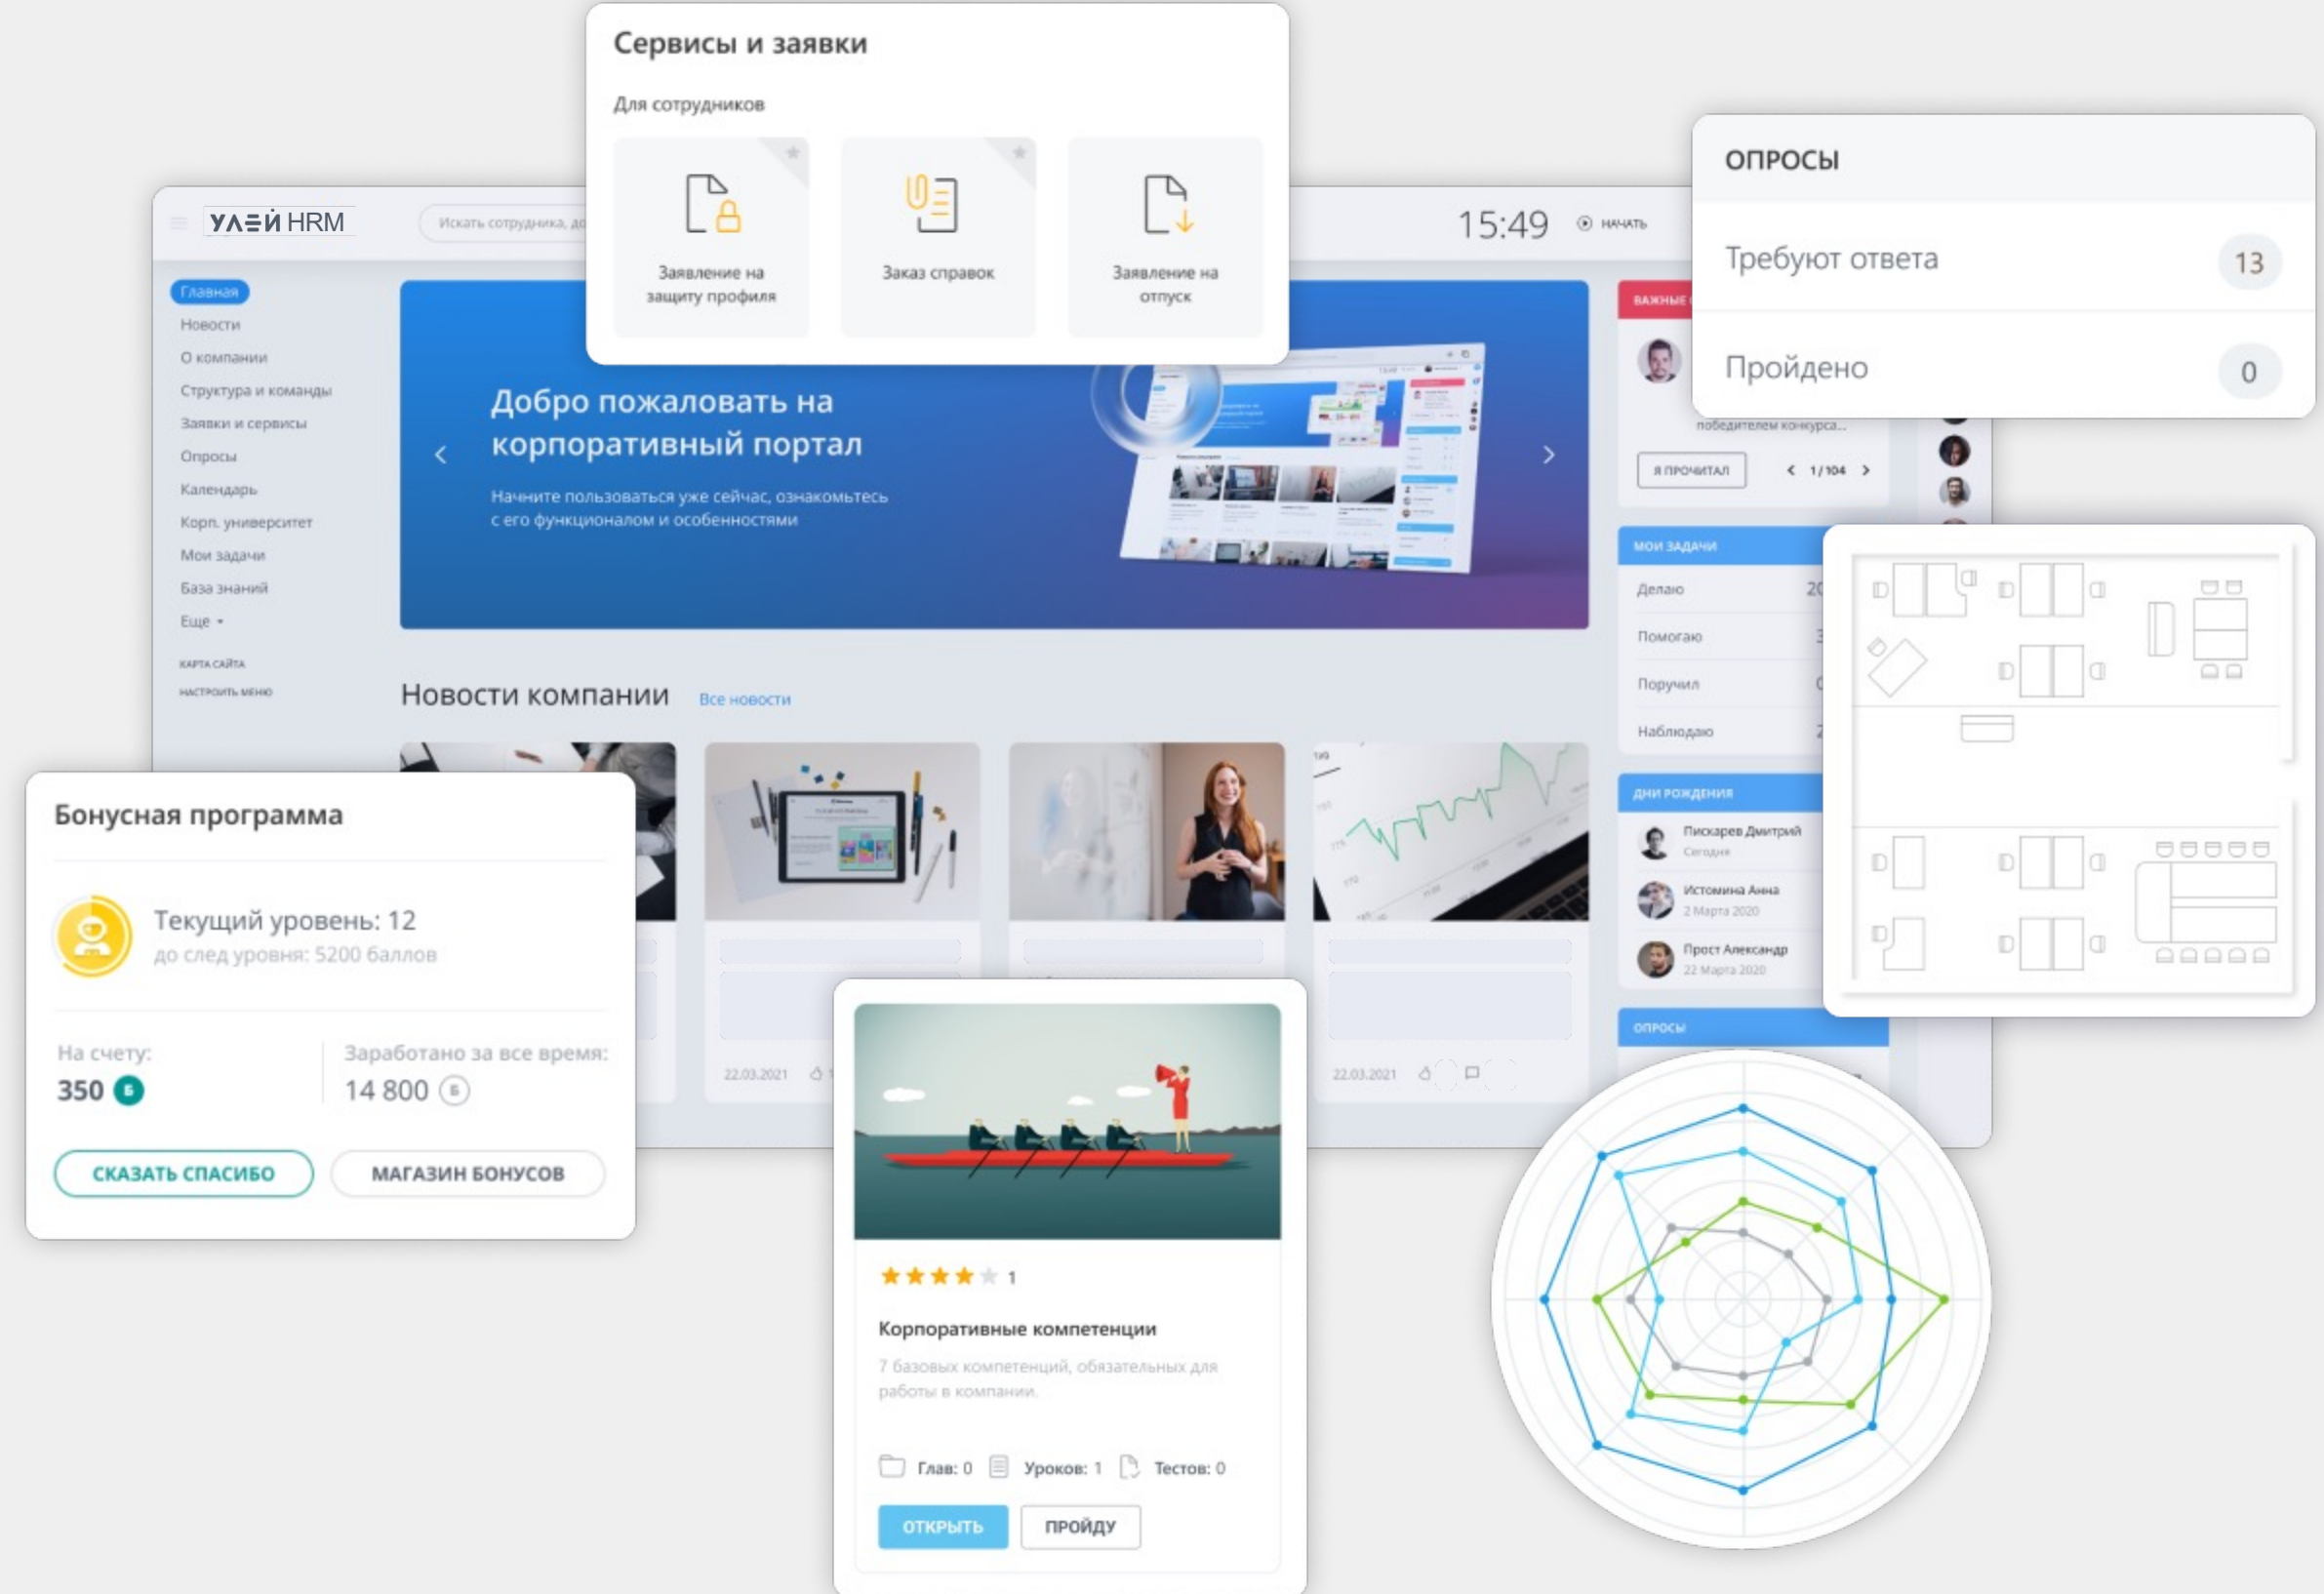 Сервисы и заявки
Для сотрудников
Заявление на
защиту профиля
Заказ справок
Заявление на
отпуск
ОПРОСЫ
Требуют ответа
13
Пройдено
0
УЛЕЙ HRM
Искать сотрудника,
15:49
НАЧАТЬ
Главная
Новости
О компании
Структура и команды
Заявки и сервисы
Опросы
Календарь
Корп. университет
Мои задачи
База знаний
Еще
КАРТА САЙТА
НАСТРОИТЬ МЕНЮ
Добро пожаловать на
корпоративный портал
Начните пользоваться уже сейчас, ознакомьтесь
с его функционалом и особенностями
ВАЖНЫЕ
победителем конкурса...
Я ПРОЧИТАЛ
1/104
МОИ ЗАДАЧИ
Делаю
Помогаю
Поручил
Наблюдаю
Новости компании
Все новости
22.03.2021
22.03.2021
ДНИ РОЖДЕНИЯ
Пискарев Дмитрий
Сегодня
Истомина Анна
2 Марта 2020
Прост Александр
22 Марта 2020
ОПРОСЫ
Бонусная программа
Текущий уровень: 12
до след уровня: 5200 баллов
На счету:
350 Б
Заработано за все время:
14 800 Б
СКАЗАТЬ СПАСИБО
МАГАЗИН БОНУСОВ
1
Корпоративные компетенции
7 базовых компетенций, обязательных для
работы в компании.
Глав: 0 Уроков: 1 Тестов: 0
ОТКРЫТЬ
ПРОЙДУ